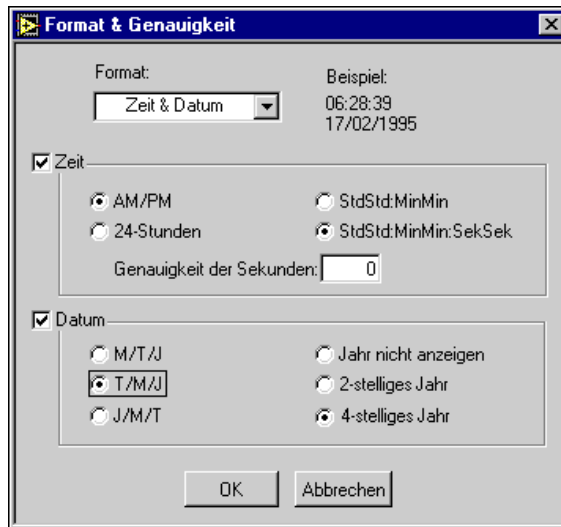 Format & Genauigkeit
Format:
Zeit & Datum
Beispiel:
06:28:39
17/02/1995
Zeit
AM/PM
StdStd:MinMin
24-Stunden
StdStd:MinMin:SekSek
Genauigkeit der Sekunden: 0
Datum
M/T/J
Jahr nicht anzeigen
T/M/J
2-stelliges Jahr
J/M/T
4-stelliges Jahr
OK
Abbrechen